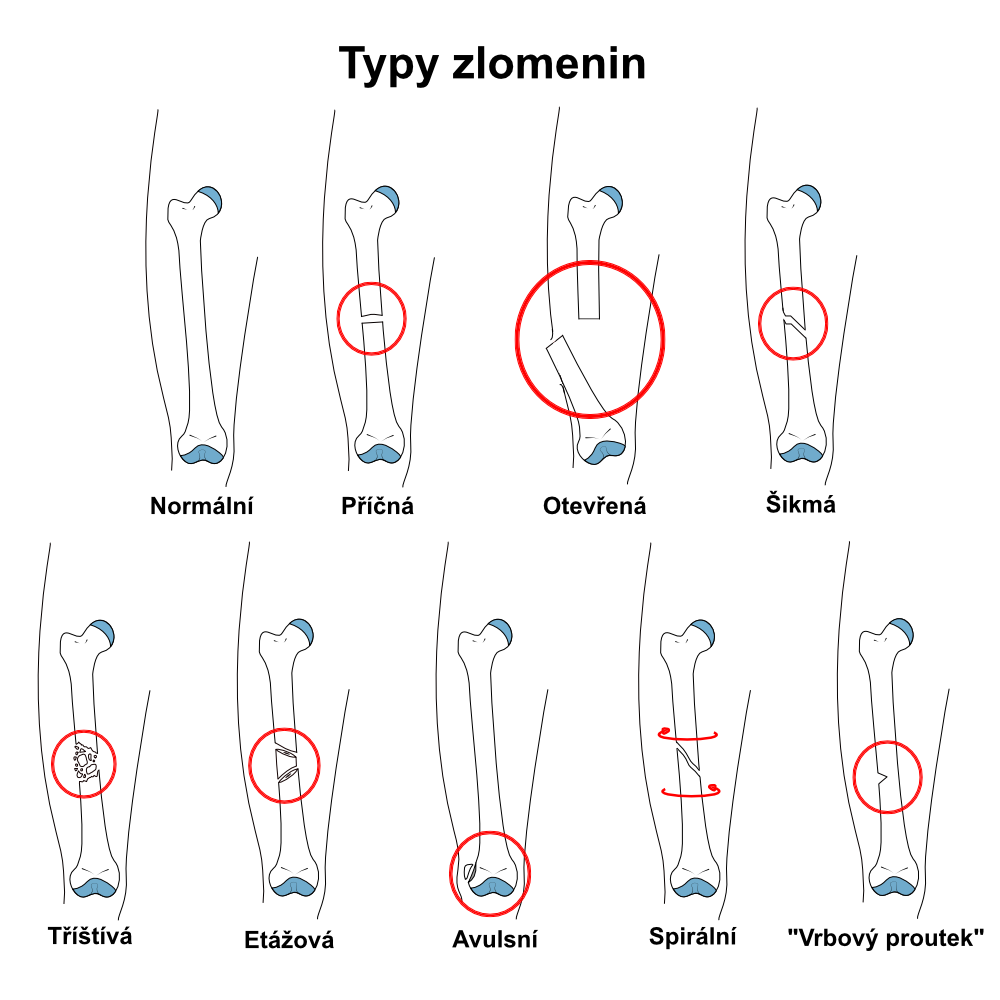 Typy zlomenin
Normální
Příčná
Otevřená
Šikmá
Tříštívá
Etážová
Avulsní
Spirální
"Vrbový proutek"